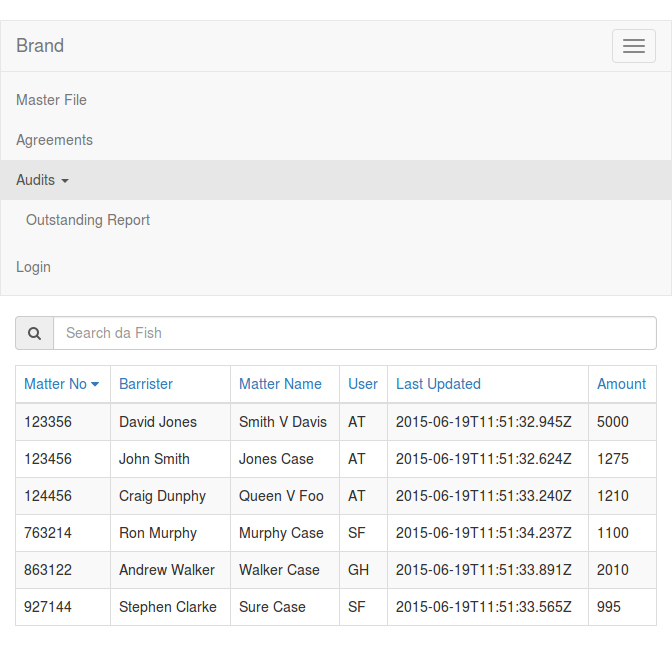 Brand
Master File
Agreements
Audits
Outstanding Report
Login
Search da Fish
Matter No Barrister Matter Name User Last Updated Amount
123356 David Jones Smith V Davis AT 2015-06-19T11:51:32.945Z 5000
123456 John Smith Jones Case AT 2015-06-19T11:51:32.624Z 1275
124456 Craig Dunphy Queen V Foo AT 2015-06-19T11:51:33.240Z 1210
763214 Ron Murphy Murphy Case SF 2015-06-19T11:51:34.237Z 1100
863122 Andrew Walker Walker Case GH 2015-06-19T11:51:33.891Z 2010
927144 Stephen Clarke Sure Case SF 2015-06-19T11:51:33.565Z 995